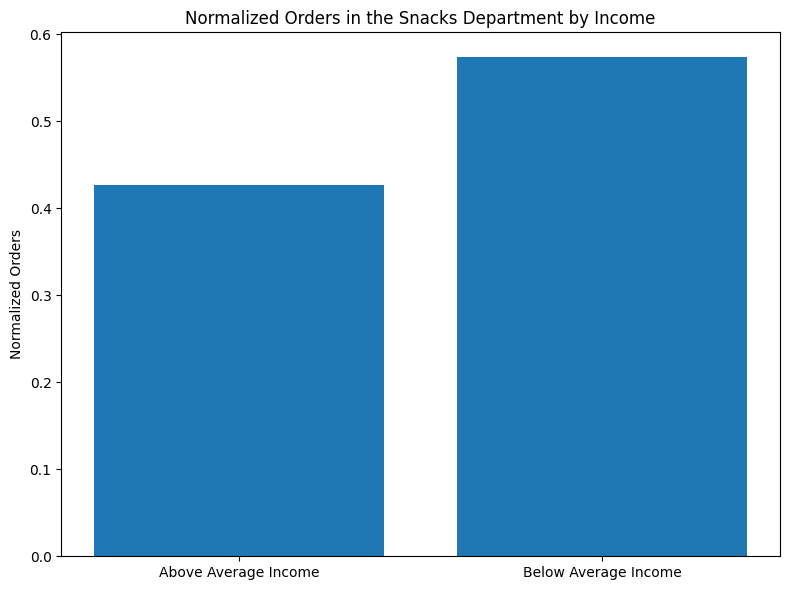 Normalized Orders in the Snacks Department by Income
Normalized Orders
0.6
0.5
0.4
0.3
0.2
0.1
0.0
Above Average Income
Below Average Income